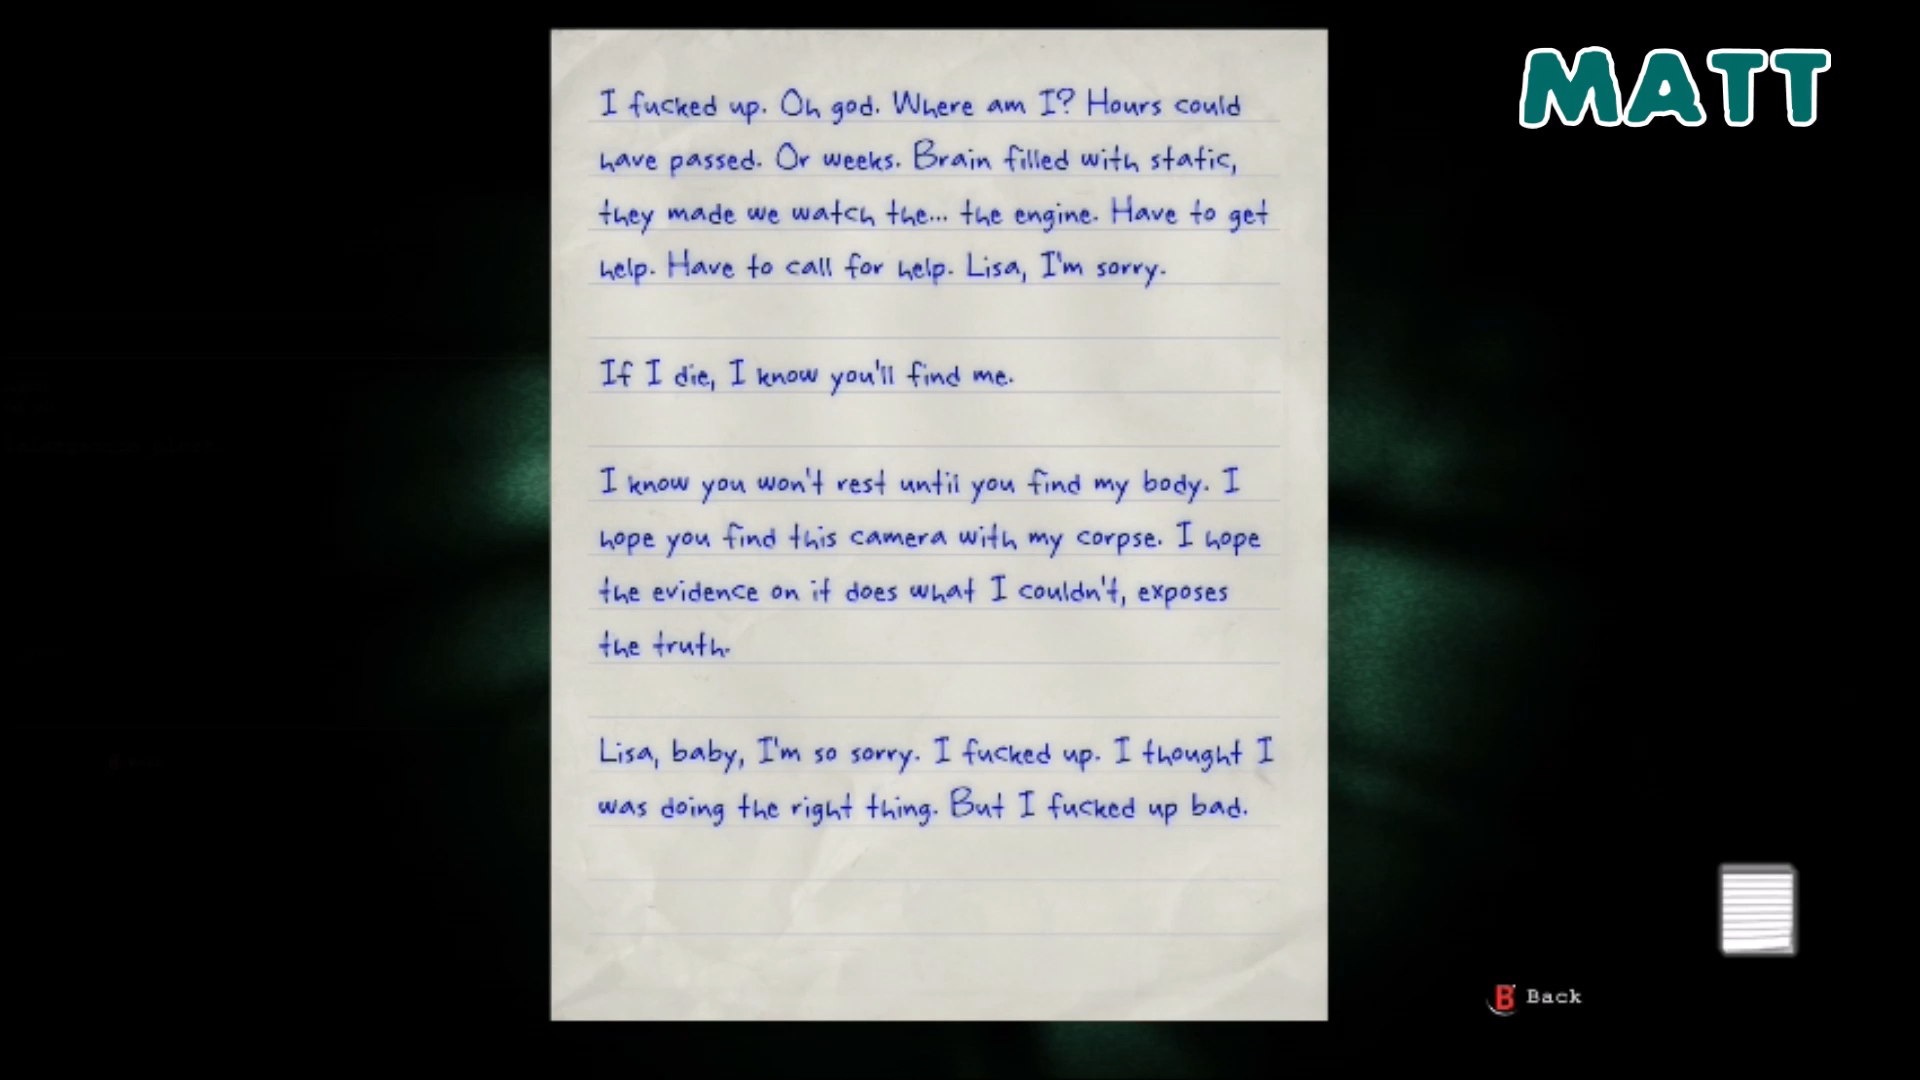 MATT
I fucked up. Oh god. Where am I? Hours could
have passed. Or weeks. Brain filled with static,
they made we watch the... the engine. Have to get
help. Have to call for help. Lisa, I'm sorry.
If I die, I know you'll find me.
I know you won't rest until you find my body. I
hope you find this camera with my corpse. I hope
the evidence on it does what I couldn't, exposes
the truth.
Lisa, baby, I'm so sorry. I fucked up. I thought I
was doing the right thing. But I fucked up bad.
B Back